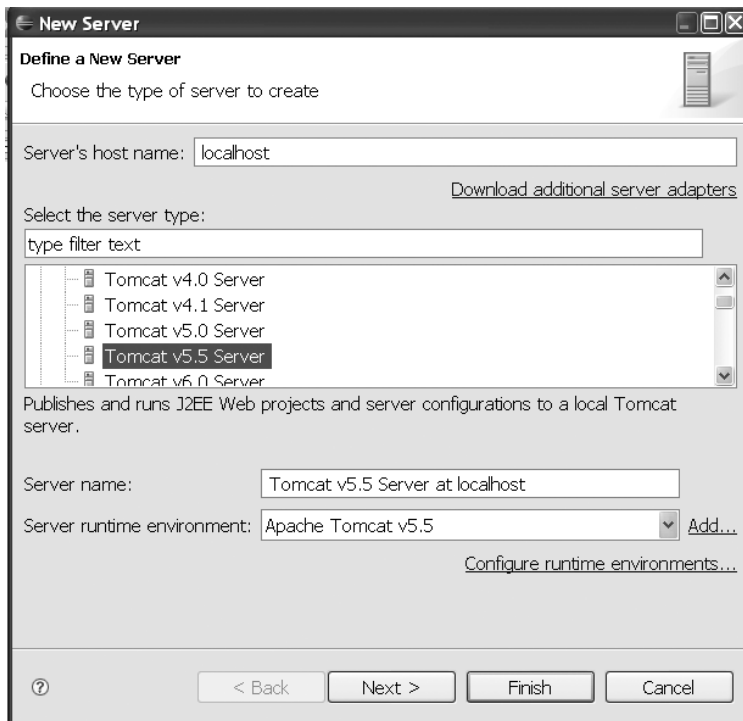 New Server
Define a New Server
Choose the type of server to create
Server's host name: localhost
Download additional server adapters
Select the server type:
type filter text
Tomcat v4.0 Server
Tomcat v4.1 Server
Tomcat v5.0 Server
Tomcat v5.5 Server
Tomcat v6.0 Server
Publishes and runs J2EE Web projects and server configurations to a local Tomcat
server.
Server name: Tomcat v5.5 Server at localhost
Server runtime environment: Apache Tomcat v5.5 Add...
Configure runtime environments...
? < Back Next > Finish Cancel